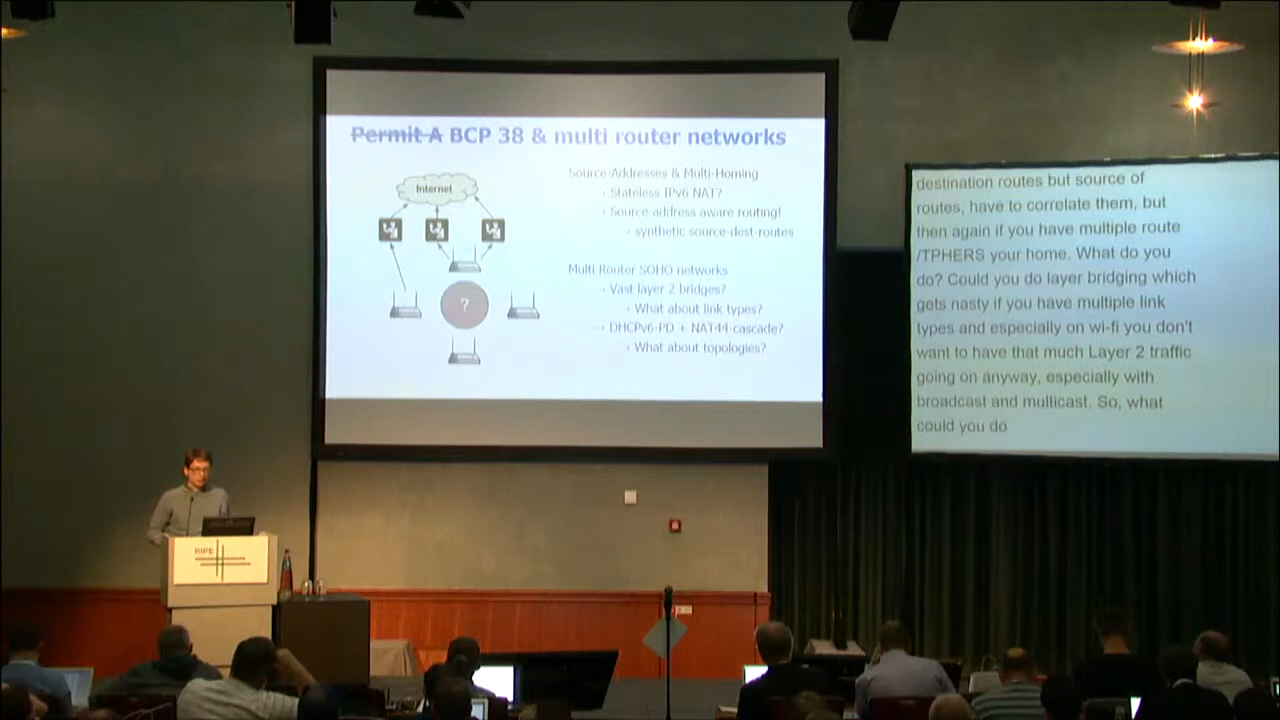 Permit A BCP 38 & multi router networks
Internet
Source-Addresses & Multi-Homing
Stateless IPv6 NAT?
Source-address aware routing!
synthetic source-dest-routes
Multi Router SOHO networks
Vast layer 2 bridges?
What about link types?
DHCPv6-PD + NAT44-cascade?
What about topologies?
?
destination routes but source of
routes, have to correlate them, but
then again if you have multiple route
/TPHERS your home. What do you
do? Could you do layer bridging which
gets nasty if you have multiple link
types and especially on wi-fi you don't
want to have that much Layer 2 traffic
going on anyway, especially with
broadcast and multicast. So, what
could you do
RIPE